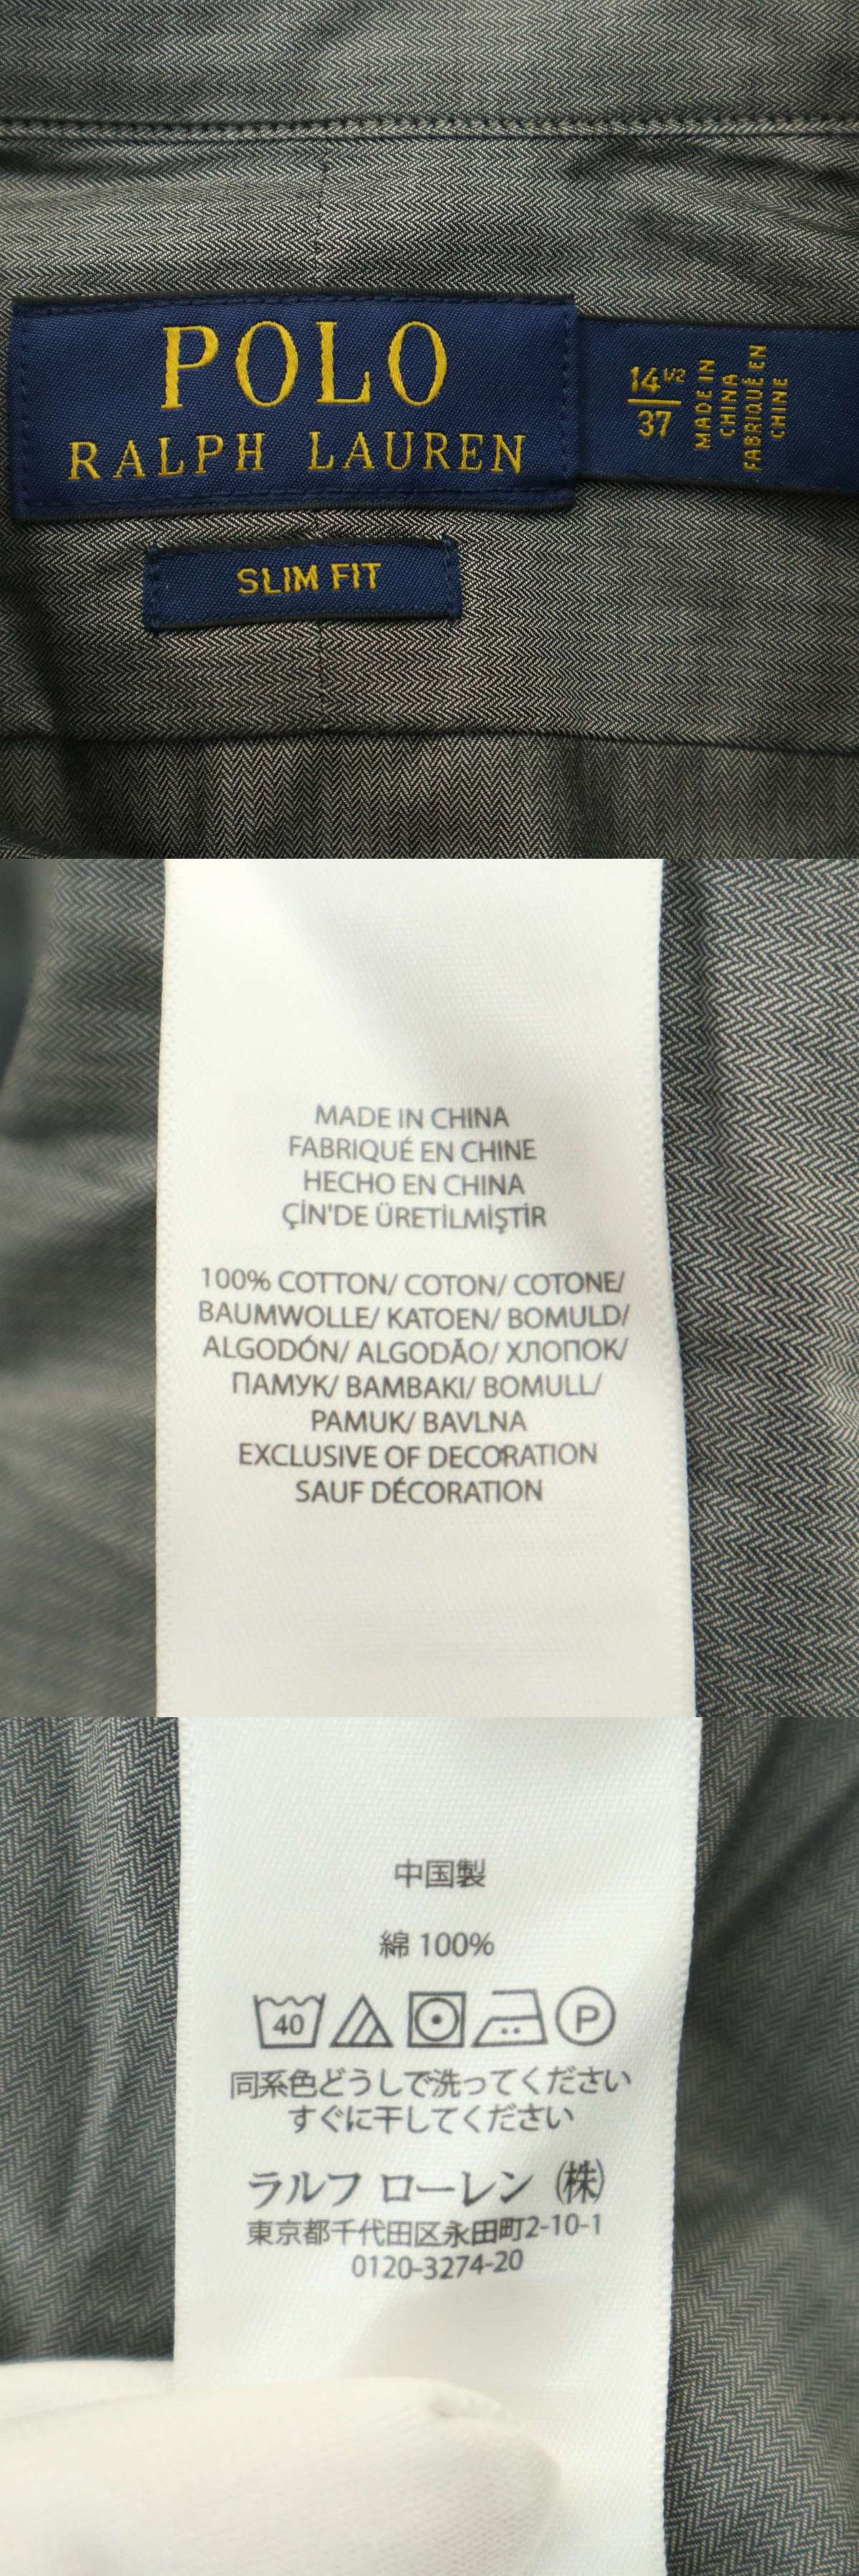 POLO
RALPH LAUREN
14 1/2
37
MADE IN
CHINA
FABRIQUÉ EN
CHINE
SLIM FIT
MADE IN CHINA
FABRIQUÉ EN CHINE
HECHO EN CHINA
ÇİN'DE ÜRETİLMİŞTİR
100% COTTON/ COTON/ COTONE/
BAUMWOLLE/ KATOEN/ BOMULD/
ALGODÓN/ ALGODÃO/ ХЛОПОК/
ПАМУК/ BAMBAKI/ BOMULL/
PAMUK/ BAVLNA
EXCLUSIVE OF DECORATION
SAUF DÉCORATION
中国製
綿 100%
40
P
同系色どうしで洗ってください
すぐに干してください
ラルフ ローレン (株)
東京都千代田区永田町2-10-1
0120-3274-20